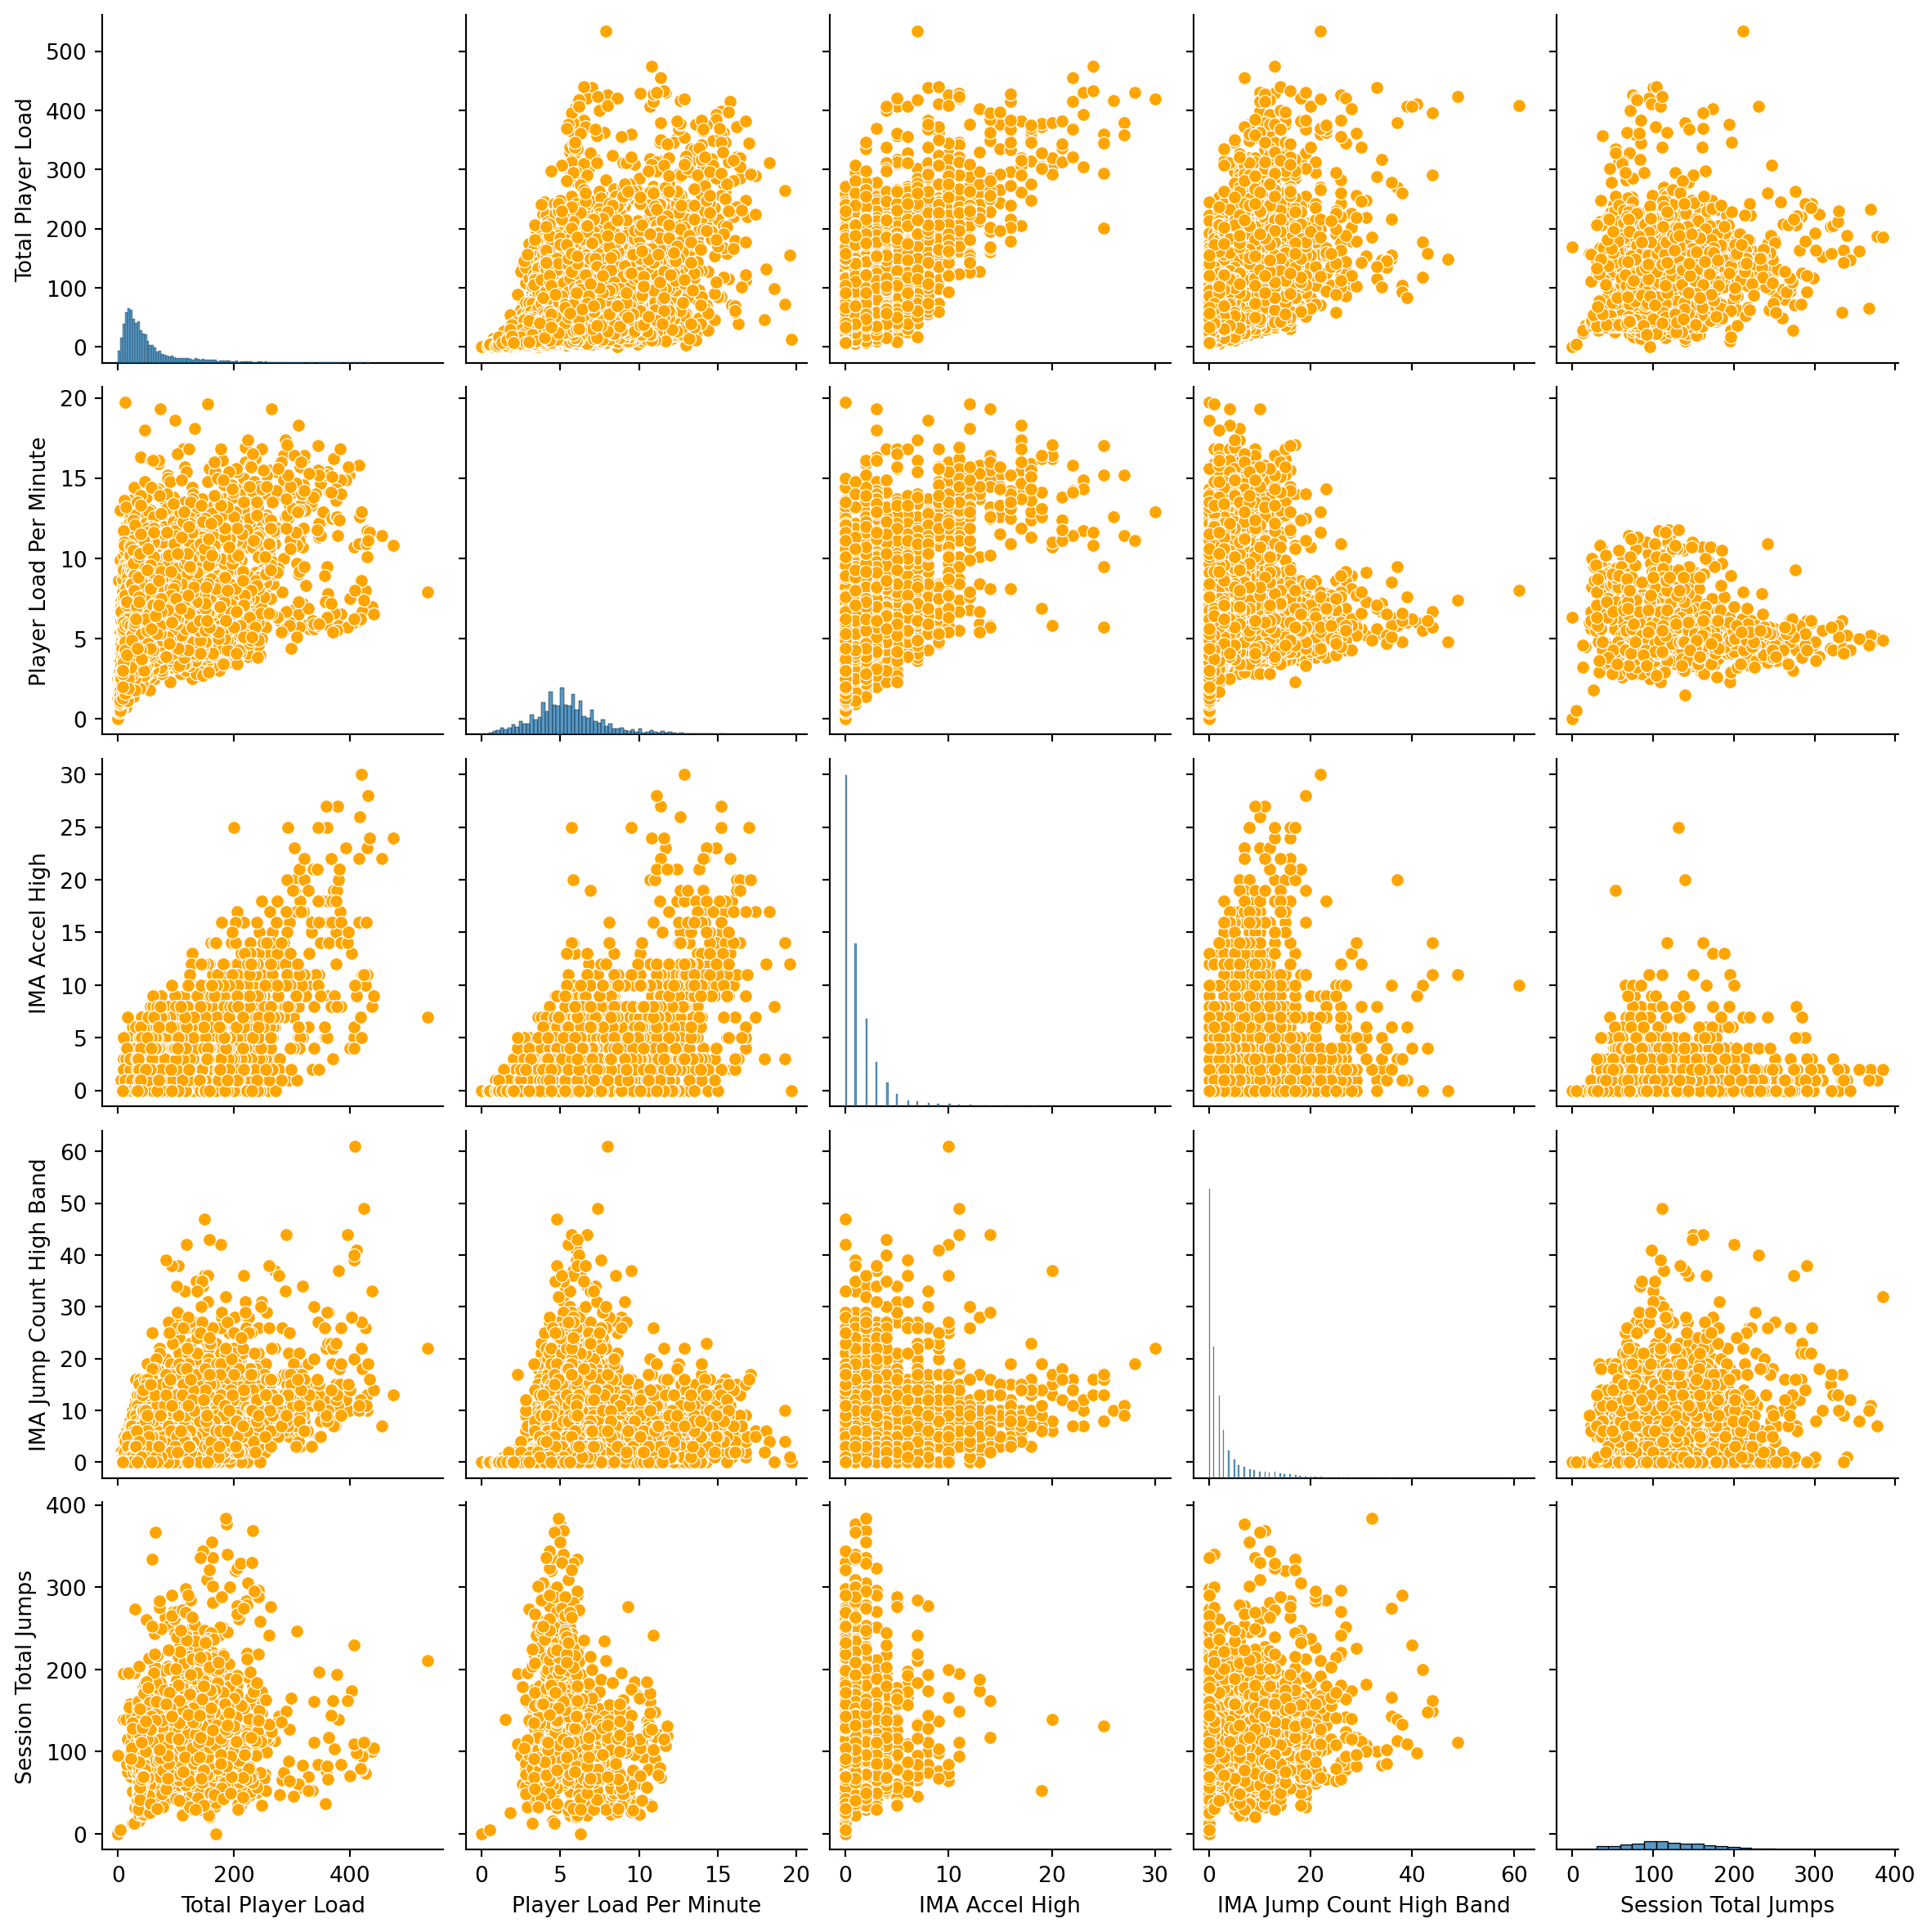 Total Player Load
500
400
300
200
100
0
Player Load Per Minute
20
15
10
5
0
IMA Accel High
30
25
20
15
10
5
0
IMA Jump Count High Band
60
50
40
30
20
10
0
Session Total Jumps
400
300
200
100
0
0 200 400
0 5 10 15 20
0 10 20 30
0 20 40 60
0 100 200 300 400
Total Player Load
Player Load Per Minute
IMA Accel High
IMA Jump Count High Band
Session Total Jumps